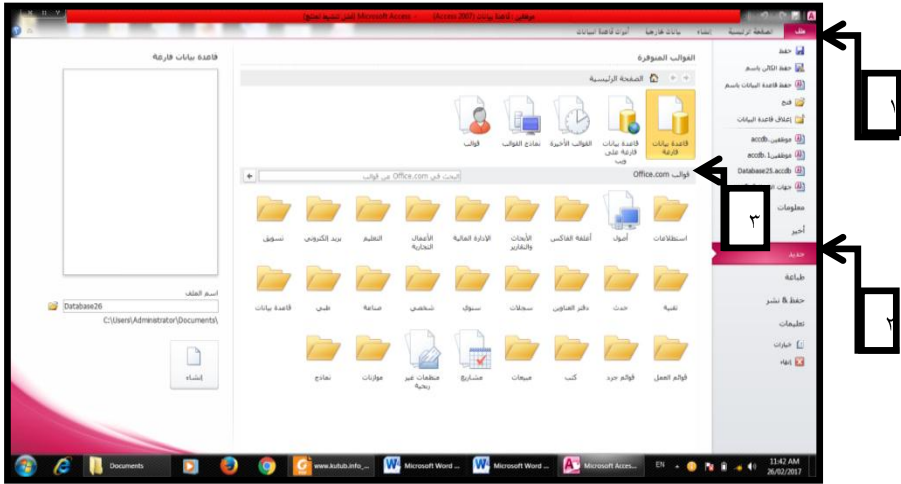 موظفين : قاعدة بيانات (Access 2007) - Microsoft Access (فشل تنشيط المنتج)
ملف الصفحة الرئيسية إنشاء بيانات خارجية أدوات قاعدة البيانات
حفظ
حفظ الكائن باسم
حفظ قاعدة البيانات باسم
فتح
إغلاق قاعدة البيانات
موظفين.accdb
موظفين1.accdb
Database25.accdb
جهات
معلومات
أخير
جديد
طباعة
حفظ & نشر
تعليمات
خيارات
إنهاء
١
٢
٣
القوالب المتوفرة
الصفحة الرئيسية
قاعدة بيانات فارغة
قاعدة بيانات فارغة على ويب
القوالب الأخيرة
نماذج القوالب
قوالب
قوالب Office.com
البحث في Office.com عن قوالب
استطلاعات
أصول
أغلفة الفاكس
الأبحاث والتقارير
الإدارة المالية
الأعمال التجارية
التعليم
بريد إلكتروني
تسويق
تقنية
حدث
دفتر العناوين
سجلات
سنوي
شخصي
صناعة
طبي
قاعدة بيانات
قوائم العمل
قوائم جرد
كتب
مبيعات
مشاريع
منظمات غير ربحية
موازنات
نماذج
قاعدة بيانات فارغة
اسم الملف
Database26
C:\Users\Administrator\Documents\
إنشاء
Documents
www.kutub.info_...
Microsoft Word ...
Microsoft Word ...
Microsoft Acces...
EN
11:42 AM
26/02/2017